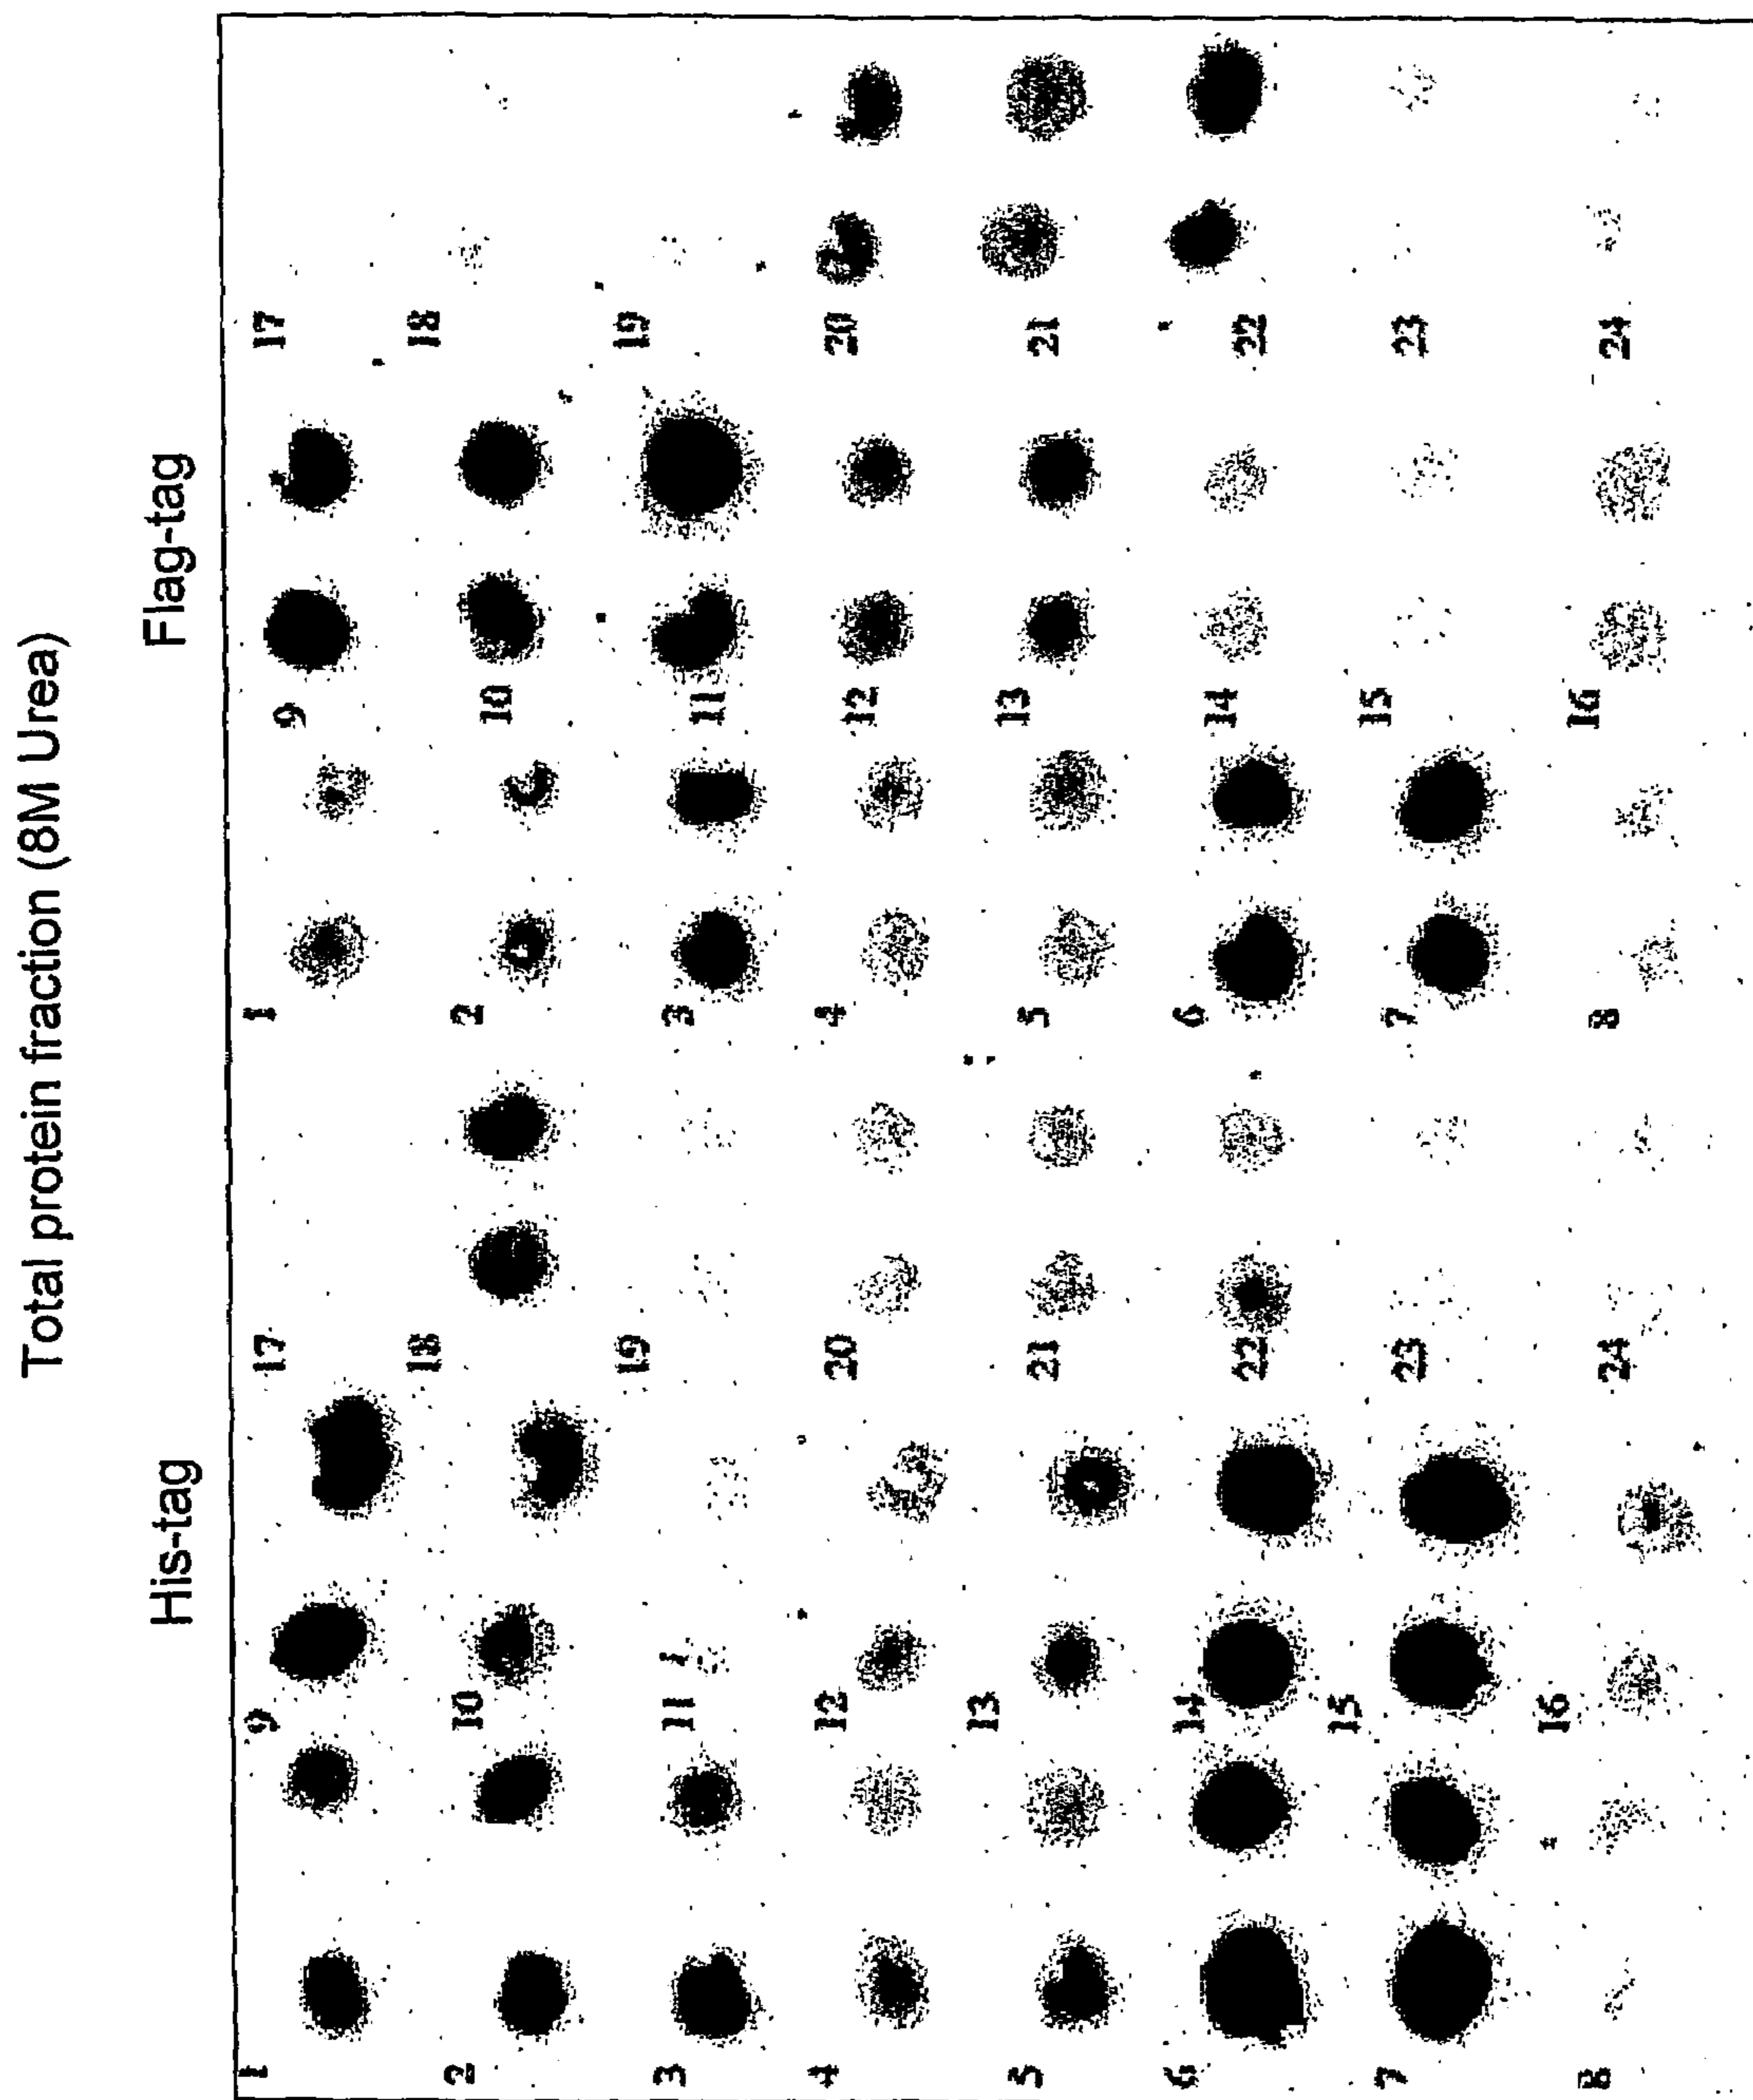 Total protein fraction (8M Urea)
His-tag Flag-tag
1 9 17 1 9 17
2 10 18 2 10 18
3 11 19 3 11 19
4 12 20 4 12 20
5 13 21 5 13 21
6 14 22 6 14 22
7 15 23 7 15 23
8 16 24 8 16 24